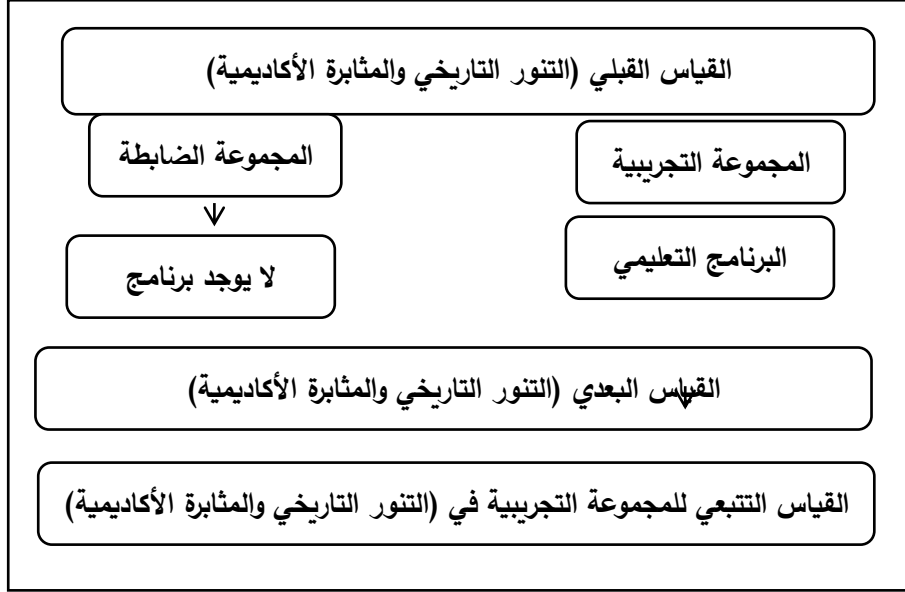 القياس القبلي (التنور التاريخي والمثابرة الأكاديمية)
المجموعة التجريبية
المجموعة الضابطة
البرنامج التعليمي
لا يوجد برنامج
القياس البعدي (التنور التاريخي والمثابرة الأكاديمية)
القياس التتبعي للمجموعة التجريبية في (التنور التاريخي والمثابرة الأكاديمية)